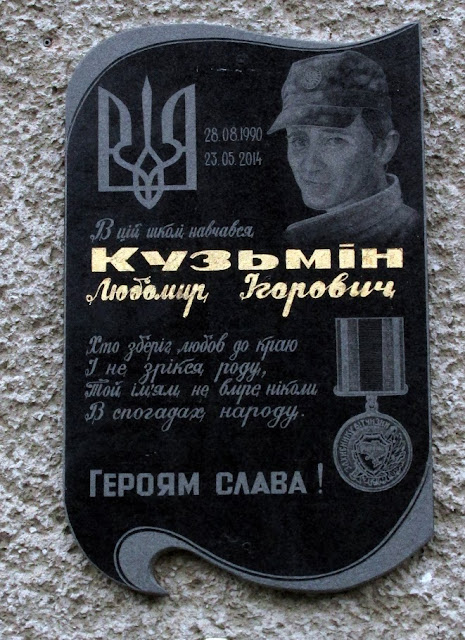 28.08.1990
23.05.2014
В цій школі навчався
Кузьмін
Любомир Ігорович
Хто зберіг любов до краю
І не зрікся роду,
Той ім'ям не вмре ніколи
В спогадах народу.
ГЕРОЯМ СЛАВА!